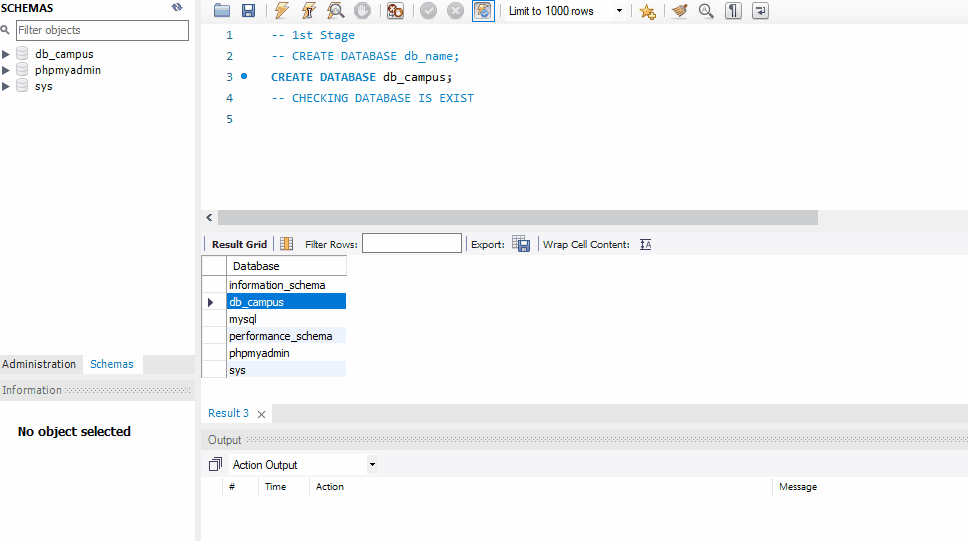 SCHEMAS
Filter objects
db_campus
phpmyadmin
sys
Administration Schemas
Information
No object selected
Limit to 1000 rows
1 -- 1st Stage
2 -- CREATE DATABASE db_name;
3 CREATE DATABASE db_campus;
4 -- CHECKING DATABASE IS EXIST
5
Result Grid Filter Rows: Export: Wrap Cell Content: IA
Database
information_schema
db_campus
mysql
performance_schema
phpmyadmin
sys
Result 3
Output
Action Output
# Time Action Message